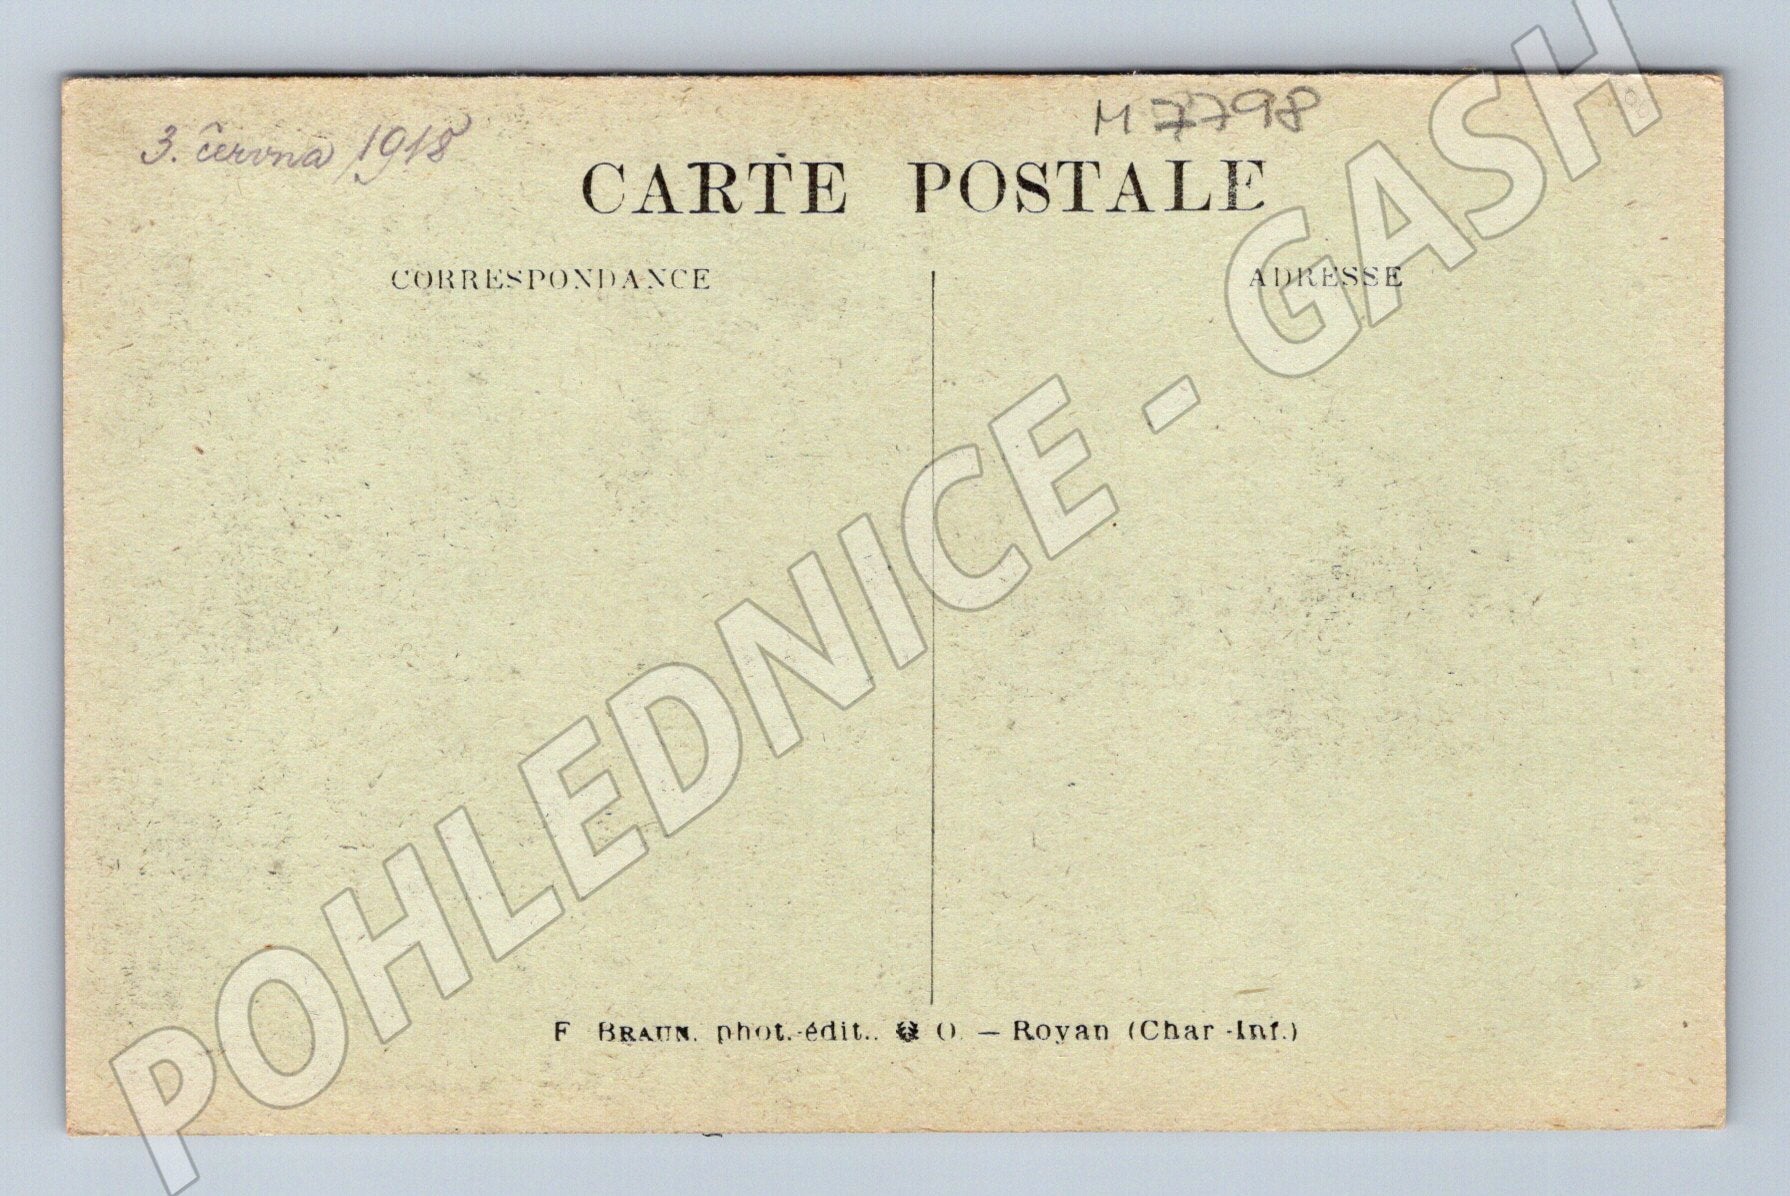 3. června 1918
M 7798
CARTE POSTALE
CORRESPONDANCE
ADRESSE
F BRAUN. phot.-édit.. O. — Royan (Char-Inf.)
POHLEDNICE - GASH